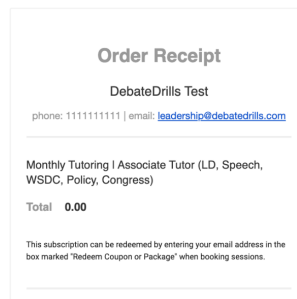 Order Receipt
DebateDrills Test
phone: 1111111111 | email: leadership@debatedrills.com
Monthly Tutoring | Associate Tutor (LD, Speech,
WSDC, Policy, Congress)
Total 0.00
This subscription can be redeemed by entering your email address in the
box marked "Redeem Coupon or Package" when booking sessions.